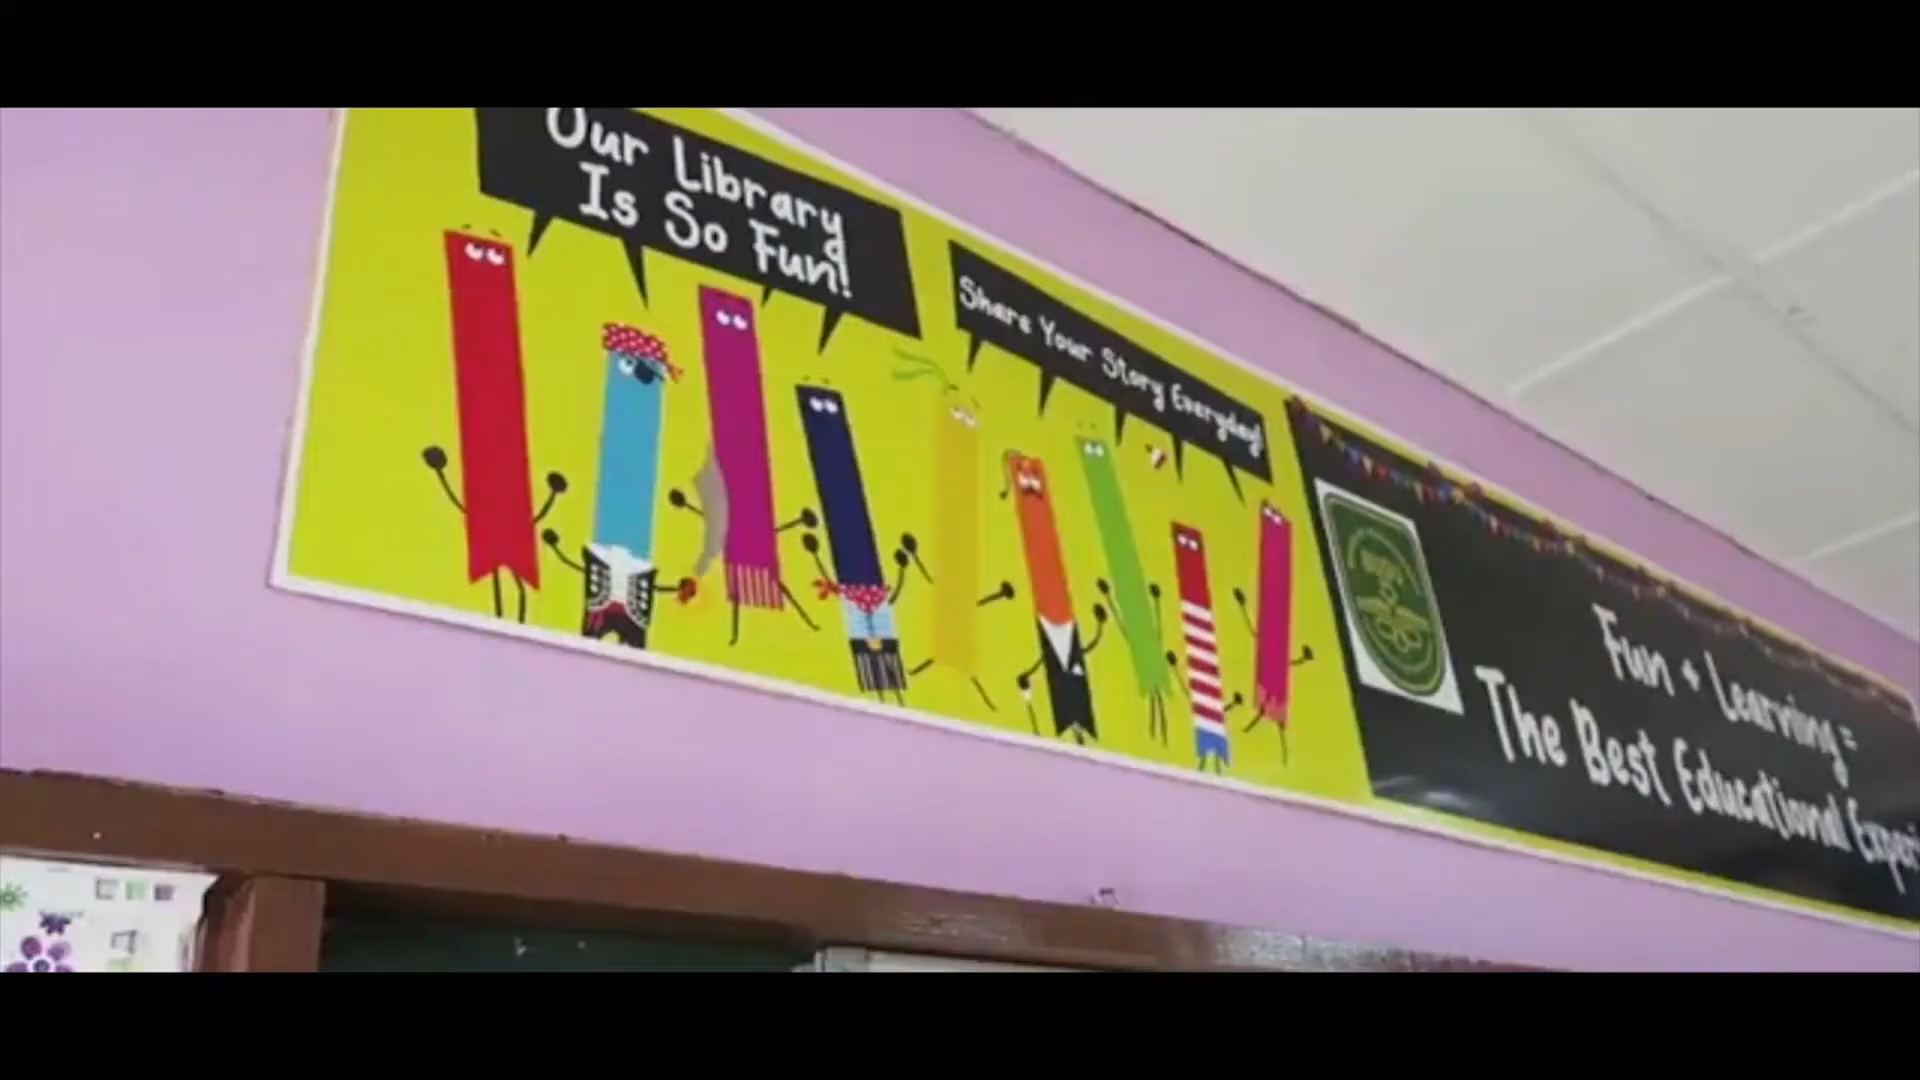 Our Library
Is So Fun!
Share Your Story Everyday!
Fun + Learning =
The Best Educational